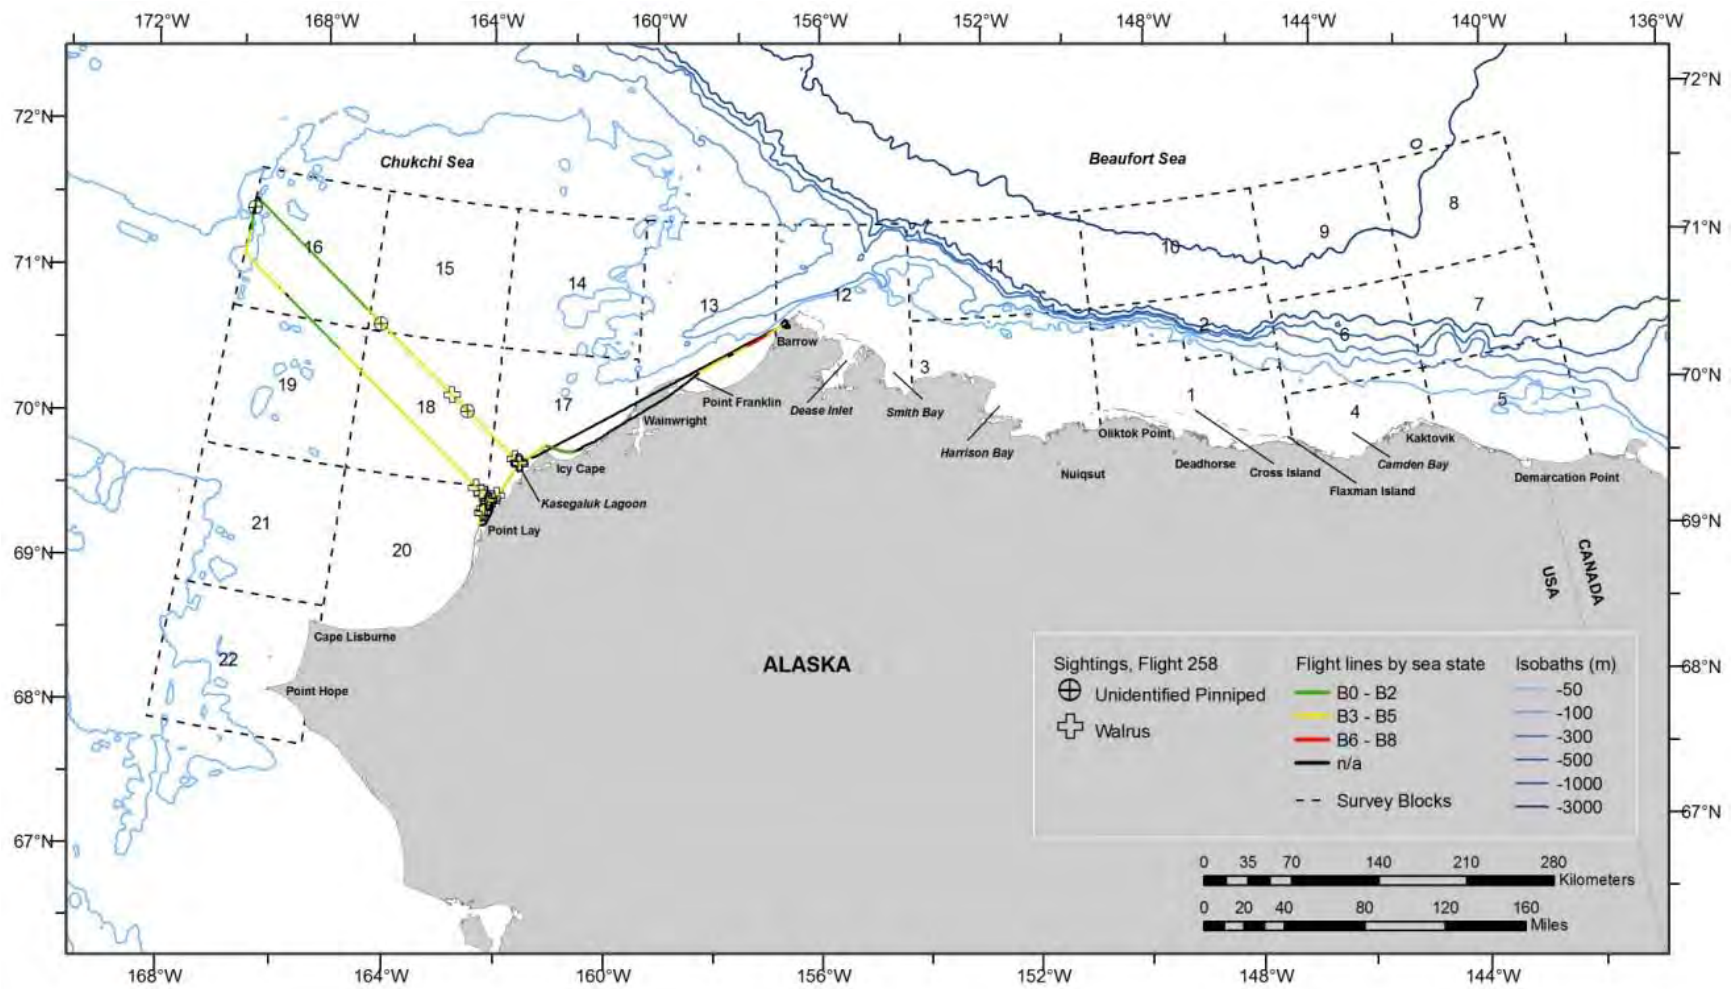 172°W 168°W 164°W 160°W 156°W 152°W 148°W 144°W 140°W 136°W
72°N
72°N
Chukchi Sea
Beaufort Sea
8
9
10
16
15
11
71°N
71°N
14
13
12
7
2
6
Barrow
3
70°N
70°N
19
18
17
Point Franklin
Dease Inlet
Smith Bay
1
4
5
Wainwright
Oliktok Point
Kaktovik
Harrison Bay
Icy Cape
Nuiqsut
Deadhorse
Cross Island
Camden Bay
Demarcation Point
Flaxman Island
Kasegaluk Lagoon
21
20
Point Lay
69°N
69°N
USA
CANADA
Cape Lisburne
22
Point Hope
ALASKA
68°N
68°N
67°N
67°N
Sightings, Flight 258
Unidentified Pinniped
Walrus
Flight lines by sea state
B0 - B2
B3 - B5
B6 - B8
n/a
Survey Blocks
Isobaths (m)
-50
-100
-300
-500
-1000
-3000
0 35 70 140 210 280
Kilometers
0 20 40 80 120 160
Miles
168°W 164°W 162°W 160°W 156°W 152°W 148°W 144°W